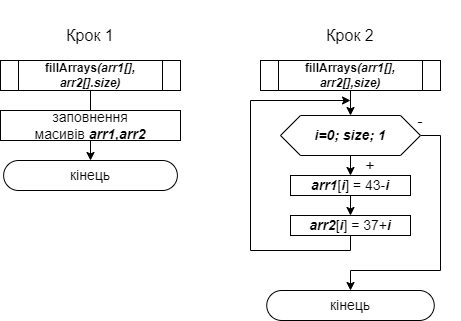 Крок 1
fillArrays(arr1[],
arr2[].size)
заповнення
масивів arr1,arr2
кінець
Крок 2
fillArrays(arr1[],
arr2[],size)
i=0; size; 1
-
+
arr1[i] = 43-i
arr2[i] = 37+i
кінець